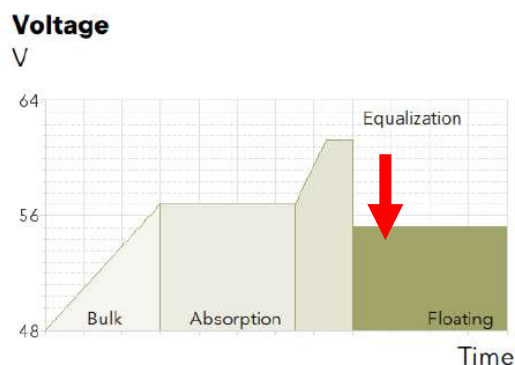 Voltage
V
64
Equalization
56
Bulk Absorption Floating
48
Time